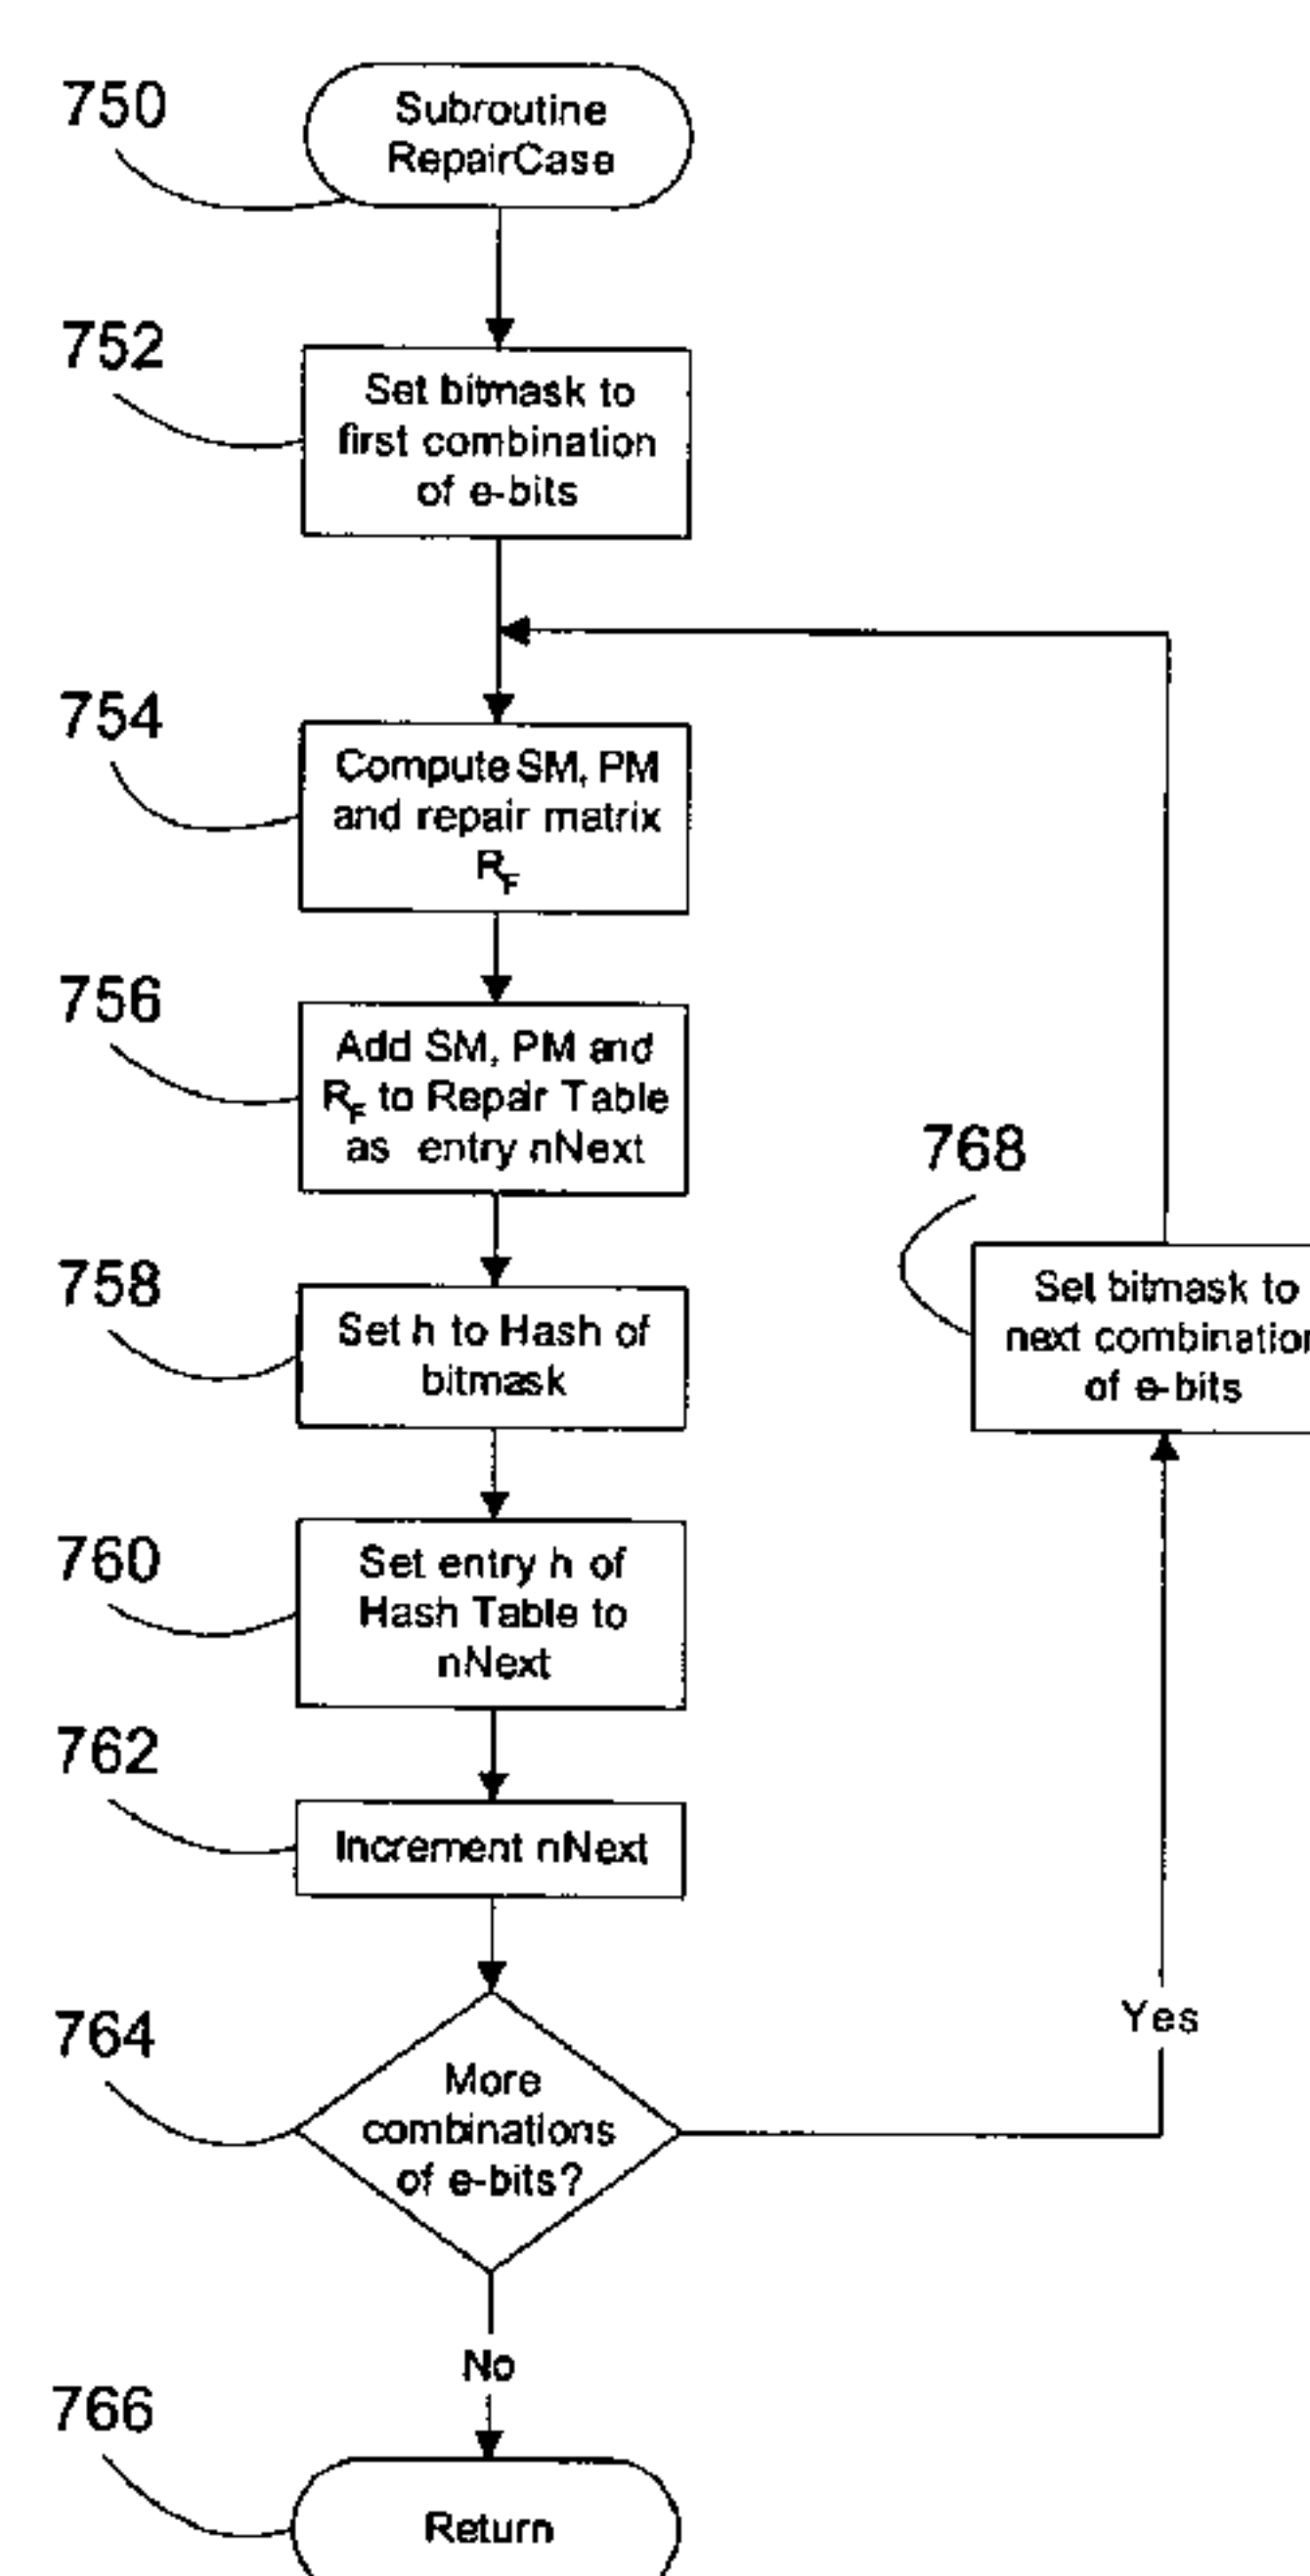 750
Subroutine
RepairCase
752
Set bitmask to
first combination
of e-bits
754
Compute SM, PM
and repair matrix
R_F
756
Add SM, PM and
R_F to Repair Table
as entry nNext
768
Set bitmask to
next combination
of e-bits
758
Set h to Hash of
bitmask
760
Set entry h of
Hash Table to
nNext
762
Increment nNext
764
More
combinations
of e-bits?
Yes
No
766
Return